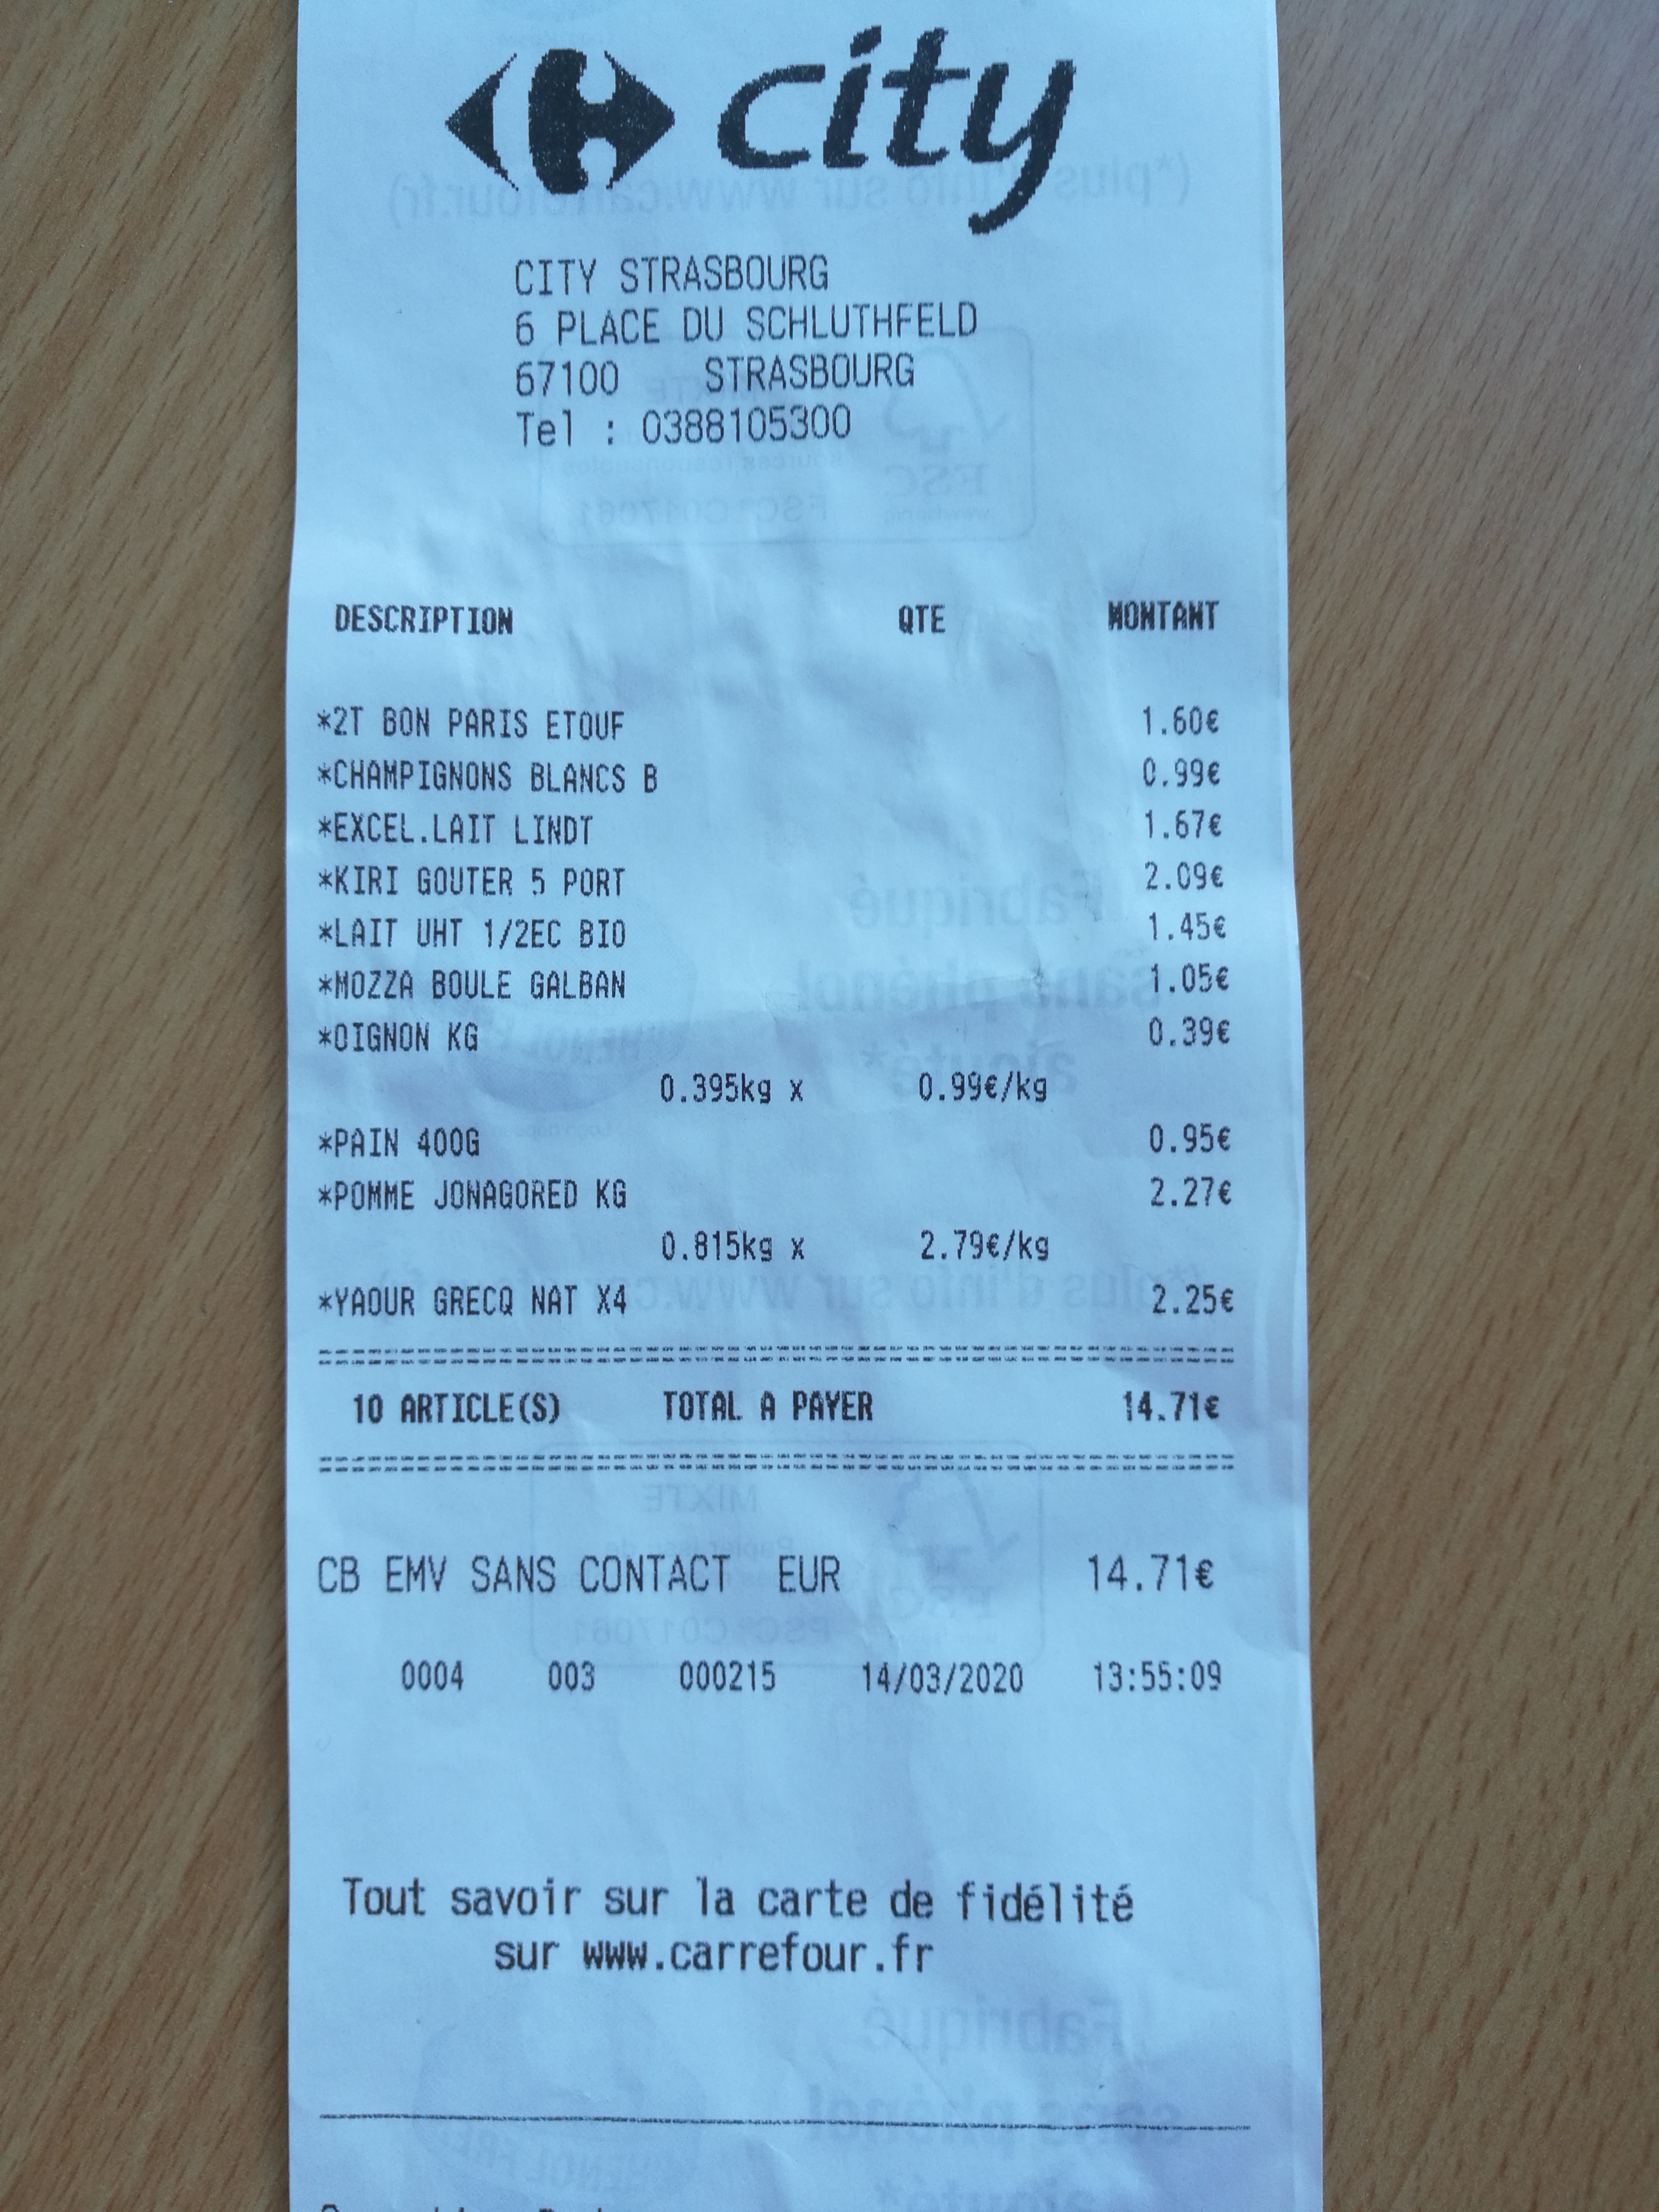 city
CITY STRASBOURG
6 PLACE DU SCHLUTHFELD
67100 STRASBOURG
Tel : 0388105300
DESCRIPTION QTE MONTANT
*2T BON PARIS ETOUF 1.60€
*CHAMPIGNONS BLANCS B 0.99€
*EXCEL.LAIT LINDT 1.67€
*KIRI GOUTER 5 PORT 2.09€
*LAIT UHT 1/2EC BIO 1.45€
*MOZZA BOULE GALBAN 1.05€
*OIGNON KG 0.39€
0.395kg x 0.99€/kg
*PAIN 400G 0.95€
*POMME JONAGORED KG 2.27€
0.815kg x 2.79€/kg
*YAOUR GRECQ NAT X4 2.25€
10 ARTICLE(S) TOTAL A PAYER 14.71€
CB EMV SANS CONTACT EUR 14.71€
0004 003 000215 14/03/2020 13:55:09
Tout savoir sur la carte de fidélité
sur www.carrefour.fr